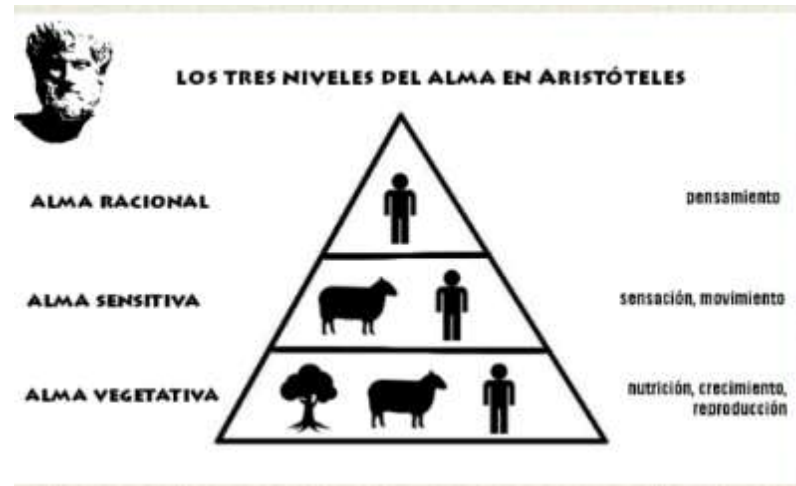 LOS TRES NIVELES DEL ALMA EN ARISTÓTELES
ALMA RACIONAL
pensamiento
ALMA SENSITIVA
sensación, movimiento
ALMA VEGETATIVA
nutrición, crecimiento,
reproducción